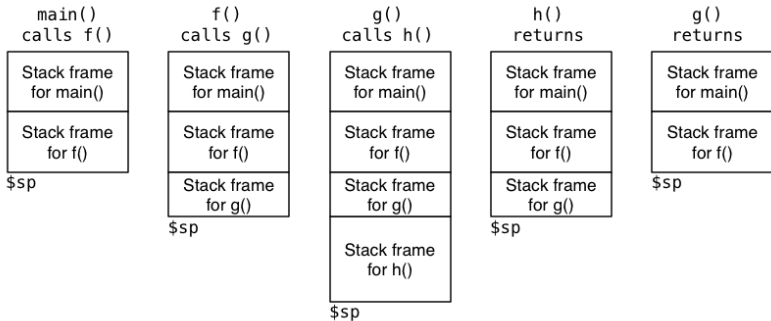 main()
calls f()
Stack frame
for main()
Stack frame
for f()
$sp
f()
calls g()
Stack frame
for main()
Stack frame
for f()
Stack frame
for g()
$sp
g()
calls h()
Stack frame
for main()
Stack frame
for f()
Stack frame
for g()
Stack frame
for h()
$sp
h()
returns
Stack frame
for main()
Stack frame
for f()
Stack frame
for g()
$sp
g()
returns
Stack frame
for main()
Stack frame
for f()
$sp